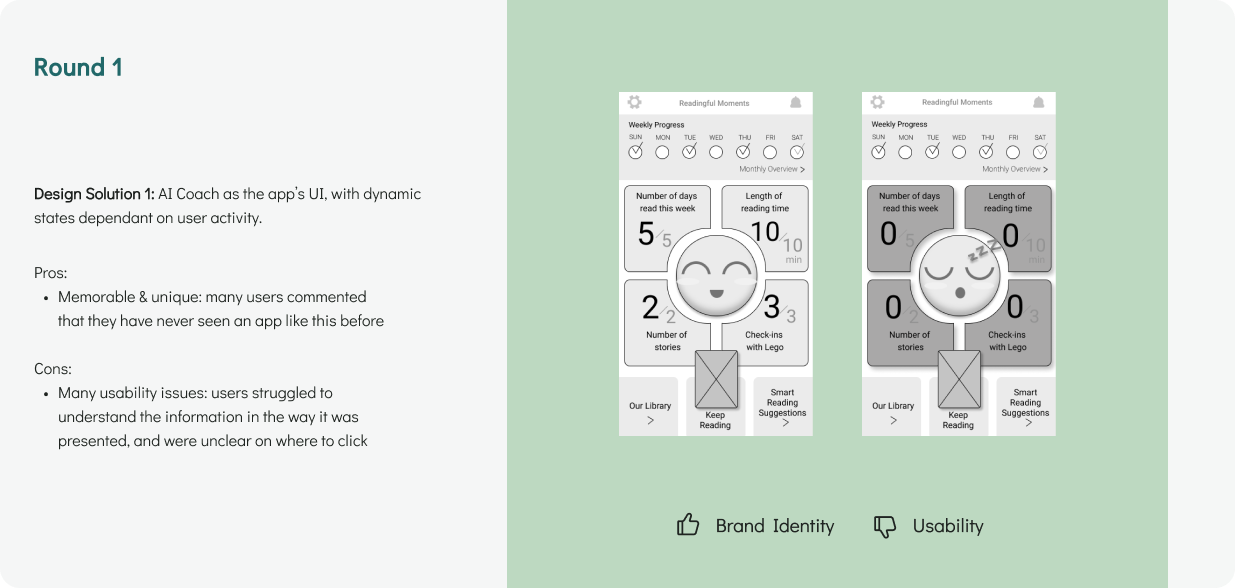 Round 1
Design Solution 1: AI Coach as the app's UI, with dynamic
states dependant on user activity.
Pros:
• Memorable & unique: many users commented
that they have never seen an app like this before
Cons:
• Many usability issues: users struggled to
understand the information in the way it was
presented, and were unclear on where to click
Readingful Moments
Weekly Progress
SUN MON TUE WED THU FRI SAT
Monthly Overview >
Number of days
read this week
5/5
Length of
reading time
10/10
min
2/2
Number of
stories
3/3
Check-ins
with Lego
Our Library
>
Keep
Reading
Smart
Reading
Suggestions
>
Readingful Moments
Weekly Progress
SUN MON TUE WED THU FRI SAT
Monthly Overview >
Number of days
read this week
0/5
Length of
reading time
0/10
min
zzZ
0/2
Number of
stories
0/3
Check-ins
with Lego
Our Library
>
Keep
Reading
Smart
Reading
Suggestions
>
Brand Identity
Usability